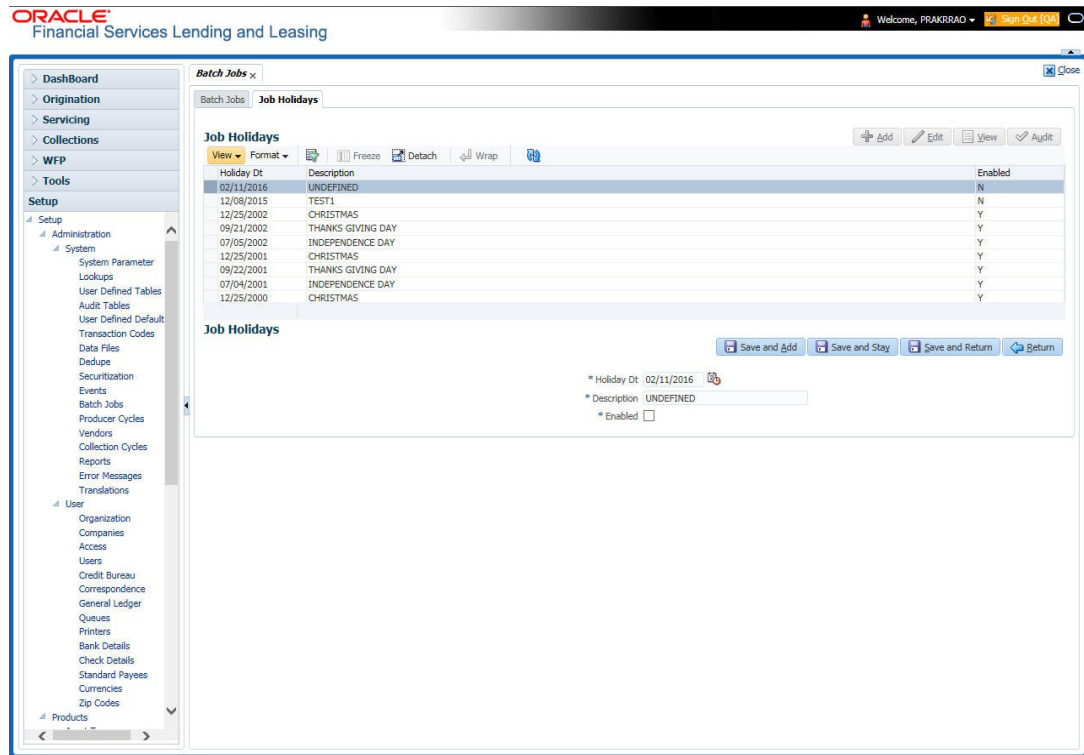 ORACLE
Financial Services Lending and Leasing
Welcome, PRAKRRAO
Sign Out [QA]
DashBoard
Origination
Servicing
Collections
WFP
Tools
Setup
Setup
Administration
System
System Parameter
Lookups
User Defined Tables
Audit Tables
User Defined Default
Transaction Codes
Data Files
Dedupe
Securitization
Events
Batch Jobs
Producer Cycles
Vendors
Collection Cycles
Reports
Error Messages
Translations
User
Organization
Companies
Access
Users
Credit Bureau
Correspondence
General Ledger
Queues
Printers
Bank Details
Check Details
Standard Payees
Currencies
Zip Codes
Products
Batch Jobs
Close
Batch Jobs Job Holidays
Job Holidays
Add Edit View Audit
View Format Freeze Detach Wrap
Holiday Dt Description Enabled
02/11/2016 UNDEFINED N
12/08/2015 TEST1 N
12/25/2002 CHRISTMAS Y
09/21/2002 THANKS GIVING DAY Y
07/05/2002 INDEPENDENCE DAY Y
12/25/2001 CHRISTMAS Y
09/22/2001 THANKS GIVING DAY Y
07/04/2001 INDEPENDENCE DAY Y
12/25/2000 CHRISTMAS Y
Job Holidays
Save and Add Save and Stay Save and Return Return
* Holiday Dt 02/11/2016
* Description UNDEFINED
* Enabled